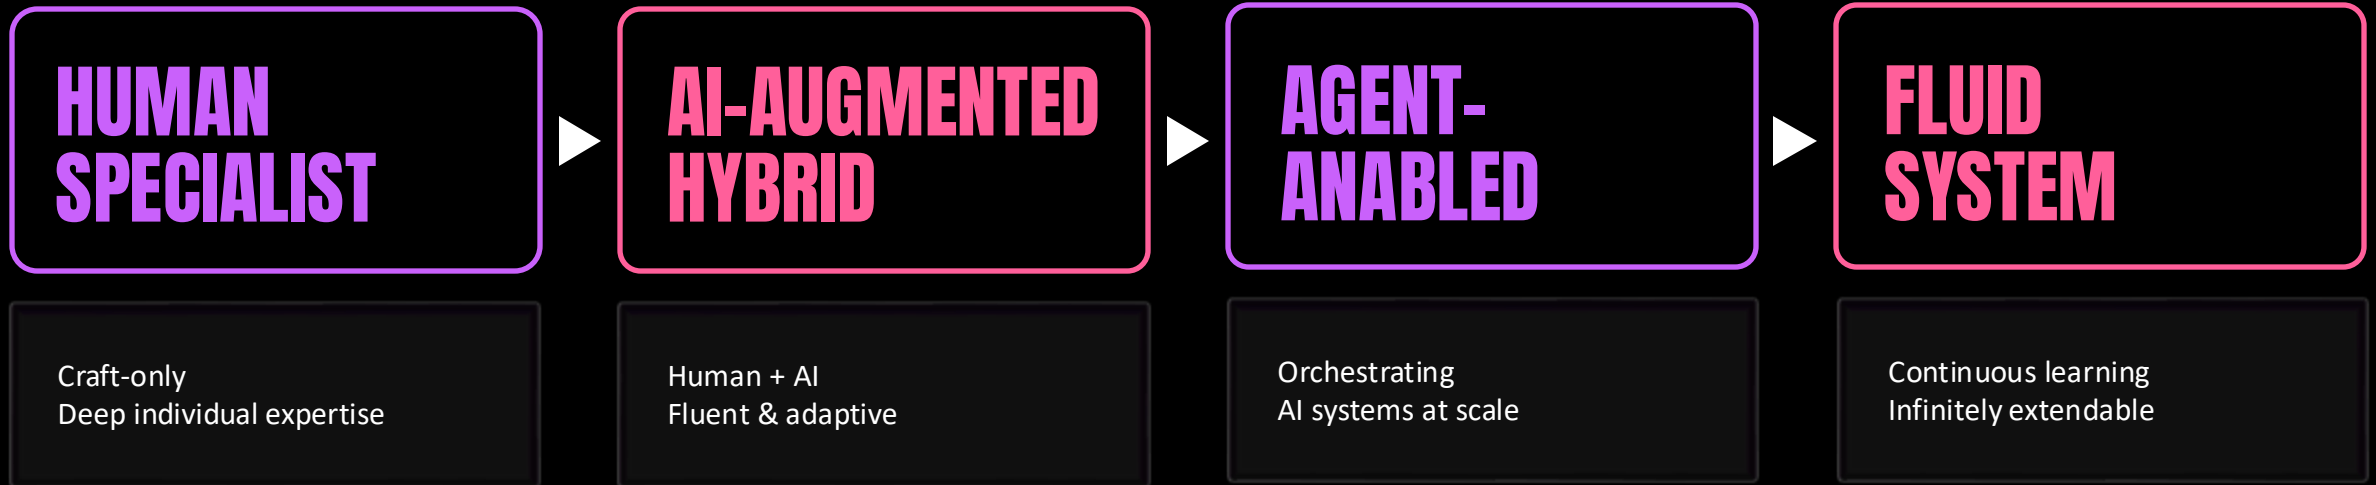 HUMAN
SPECIALIST
AI-AUGMENTED
HYBRID
AGENT-
ANABLED
FLUID
SYSTEM
Craft-only
Deep individual expertise
Human + AI
Fluent & adaptive
Orchestrating
AI systems at scale
Continuous learning
Infinitely extendable